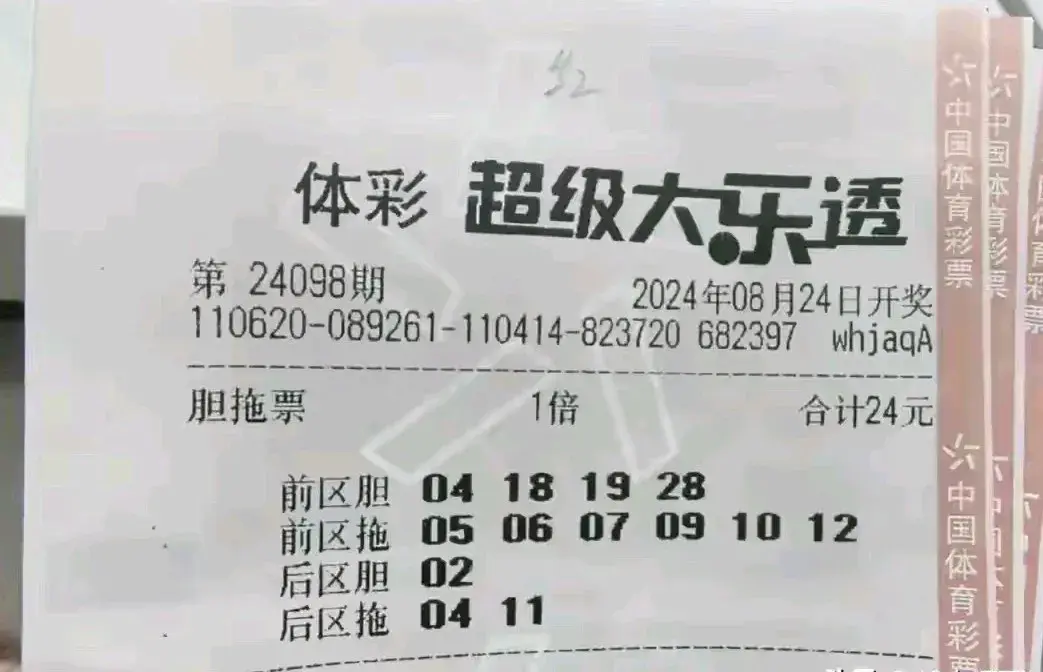 体彩 超级大乐透
第 24098期 2024年08月24日开奖
110620-089261-110414-823720 682397 whjaqA
胆拖票 1倍 合计24元
前区胆 04 18 19 28
前区拖 05 06 07 09 10 12
后区胆 02
后区拖 04 11
中国体育彩票
中国体育彩票
中国体育彩票